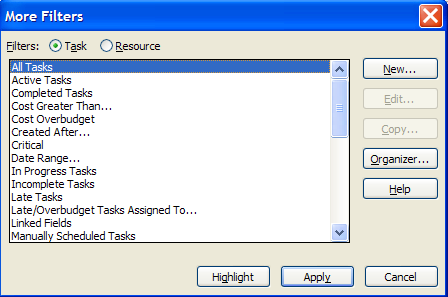 More Filters
Filters: Task Resource
All Tasks
Active Tasks
Completed Tasks
Cost Greater Than...
Cost Overbudget
Created After...
Critical
Date Range...
In Progress Tasks
Incomplete Tasks
Late Tasks
Late/Overbudget Tasks Assigned To...
Linked Fields
Manually Scheduled Tasks
New...
Edit...
Copy...
Organizer...
Help
Highlight Apply Cancel